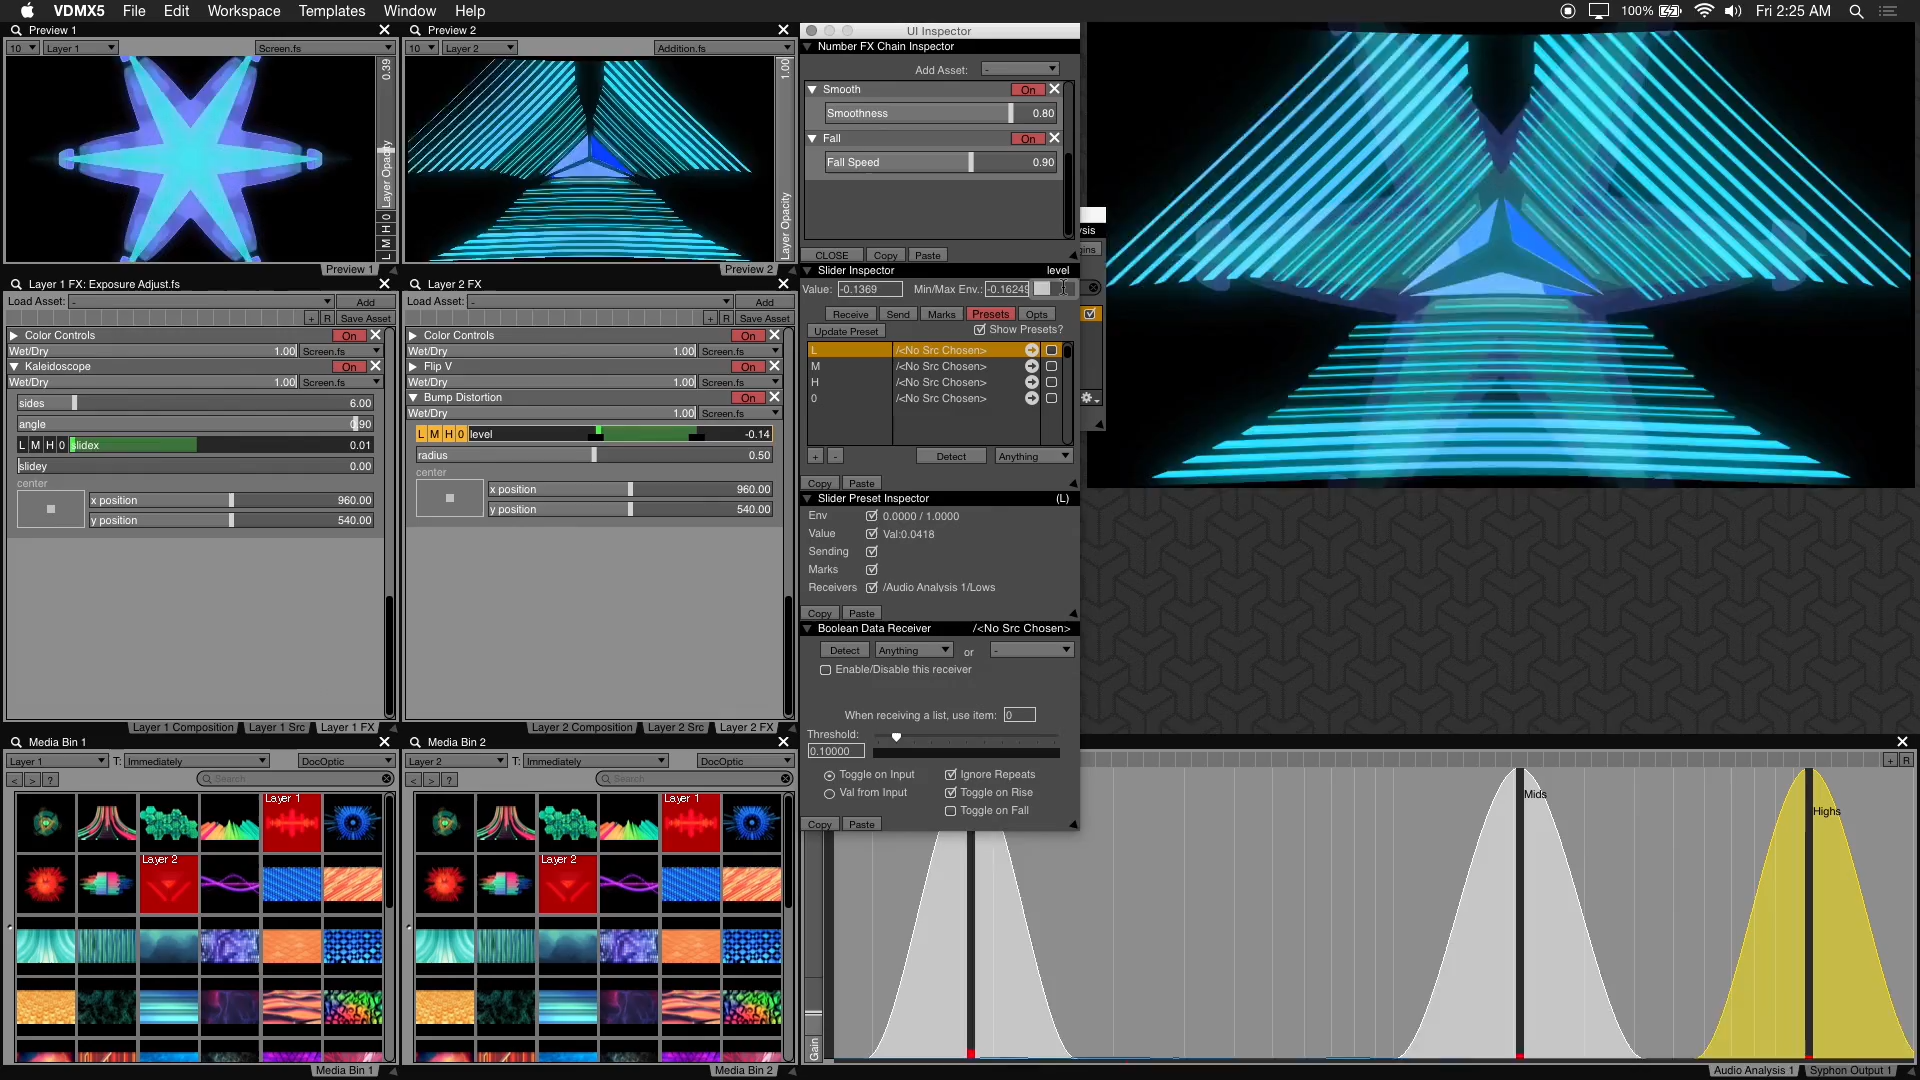 VDMX5 File Edit Workspace Templates Window Help 100% Fri 2:25 AM
Preview 1
10 Layer 1 Screen.fs
0.39
Layer Opacity
L M H 0
Preview 1
Preview 2
10 Layer 2 Addition.fs
1.00
Layer Opacity
Preview 2
UI Inspector
Number FX Chain Inspector
Add Asset: -
Smooth On
Smoothness 0.80
Fall On
Fall Speed 0.90
CLOSE Copy Paste
Slider Inspector level
Value: -0.1369 Min/Max Env.: -0.16249
Receive Send Marks Presets Opts
Update Preset Show Presets?
L /<No Src Chosen>
M /<No Src Chosen>
H /<No Src Chosen>
0 /<No Src Chosen>
+ - Detect Anything
Copy Paste
Slider Preset Inspector (L)
Env 0.0000 / 1.0000
Value Val:0.0418
Sending
Marks
Receivers /Audio Analysis 1/Lows
Copy Paste
Boolean Data Receiver /<No Src Chosen>
Detect Anything or -
Enable/Disable this receiver
When receiving a list, use item: 0
Threshold:
0.10000
Toggle on Input Ignore Repeats
Val from Input Toggle on Rise
Toggle on Fall
Copy Paste
Layer 1 FX: Exposure Adjust.fs
Load Asset: - Add
+ R Save Asset
Color Controls On
Wet/Dry 1.00 Screen.fs
Kaleidoscope On
Wet/Dry 1.00 Screen.fs
sides 6.00
angle 0.90
L M H 0 slidex 0.01
slidey 0.00
center
x position 960.00
y position 540.00
Layer 1 Composition Layer 1 Src Layer 1 FX
Layer 2 FX
Load Asset: - Add
+ R Save Asset
Color Controls On
Wet/Dry 1.00 Screen.fs
Flip V On
Wet/Dry 1.00 Screen.fs
Bump Distortion On
Wet/Dry 1.00 Screen.fs
L M H 0 level -0.14
radius 0.50
center
x position 960.00
y position 540.00
Layer 2 Composition Layer 2 Src Layer 2 FX
Media Bin 1
Layer 1 T: Immediately DocOptic
< > ? Search
Layer 1
Layer 2
Media Bin 1
Media Bin 2
Layer 2 T: Immediately DocOptic
< > ? Search
Layer 1
Layer 2
Media Bin 2
+ R
Mids
Highs
Gain
Audio Analysis 1 Syphon Output 1